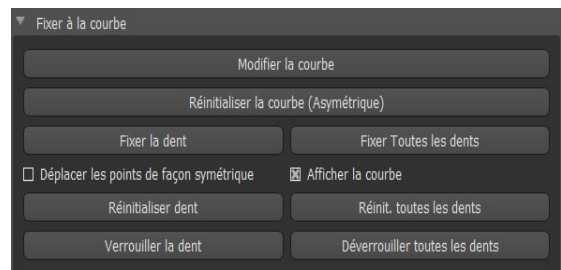 Fixer à la courbe
Modifier la courbe
Réinitialiser la courbe (Asymétrique)
Fixer la dent
Fixer Toutes les dents
Déplacer les points de façon symétrique
Afficher la courbe
Réinitialiser dent
Réinit. toutes les dents
Verrouiller la dent
Déverrouiller toutes les dents